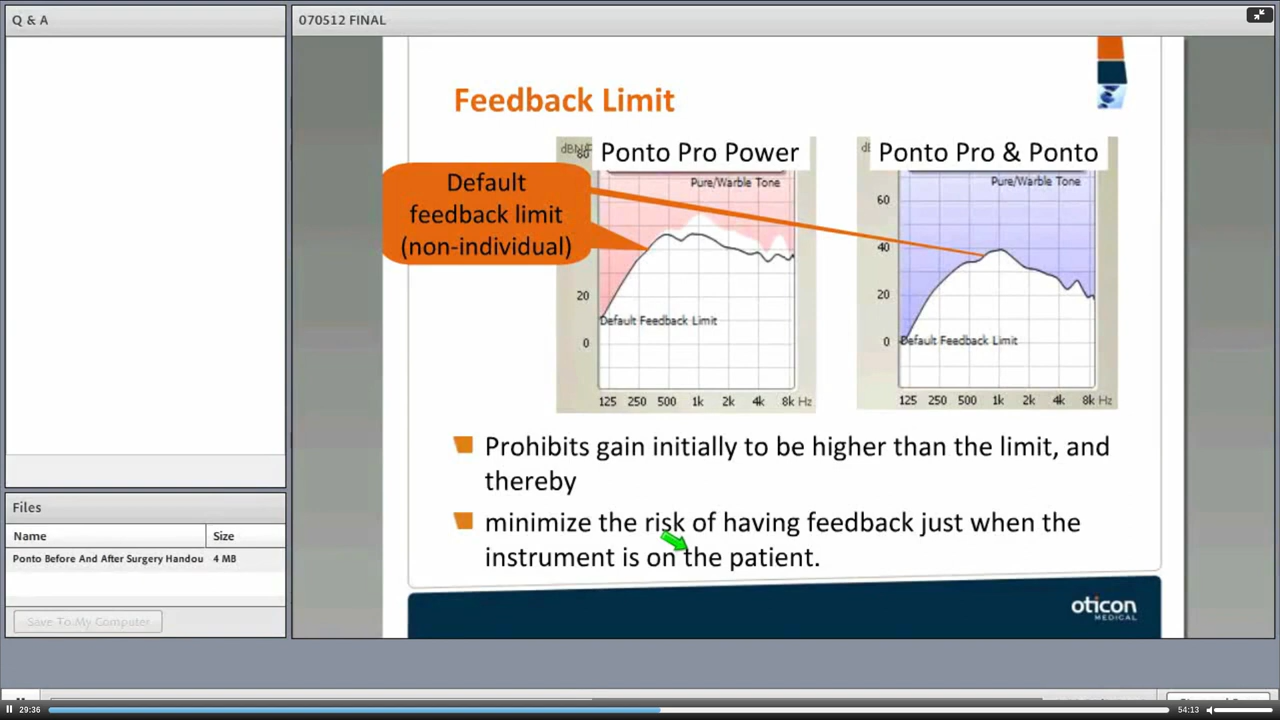 Q & A
070512 FINAL
Feedback Limit
Ponto Pro Power
Ponto Pro & Ponto
80
Pure/Warble Tone
Pure/Warble Tone
Default
feedback limit
(non-individual)
60
40
20
20
Default Feedback Limit
0
0
Default Feedback Limit
125 250 500 1k 2k 4k 8k Hz
125 250 500 1k 2k 4k 8k Hz
Prohibits gain initially to be higher than the limit, and
thereby
minimize the risk of having feedback just when the
instrument is on the patient.
Files
Name Size
Ponto Before And After Surgery Handou 4 MB
Save To My Computer
oticon
MEDICAL
29:36
54:13